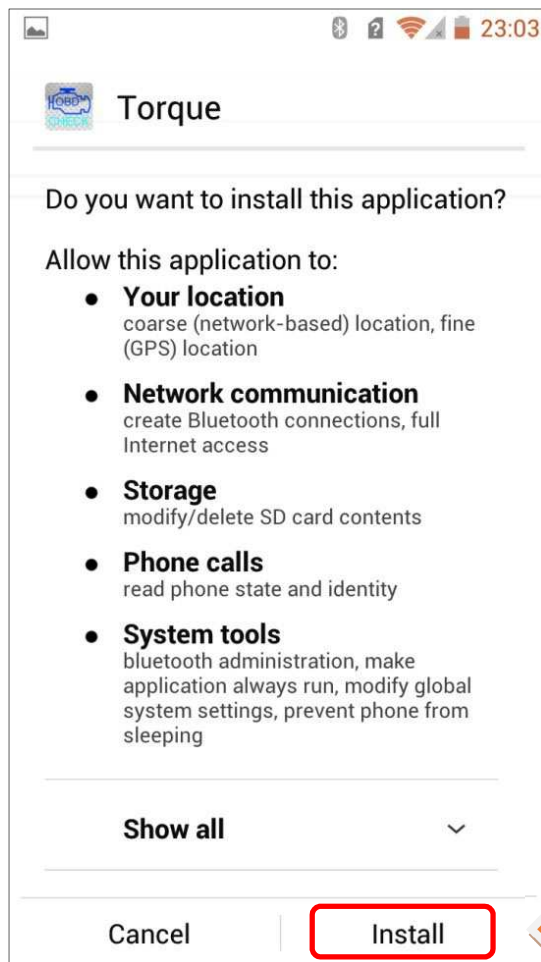 23:03
HOBD
CHECK
Torque
Do you want to install this application?
Allow this application to:
● Your location
coarse (network-based) location, fine
(GPS) location
● Network communication
create Bluetooth connections, full
Internet access
● Storage
modify/delete SD card contents
● Phone calls
read phone state and identity
● System tools
bluetooth administration, make
application always run, modify global
system settings, prevent phone from
sleeping
Show all
Cancel Install